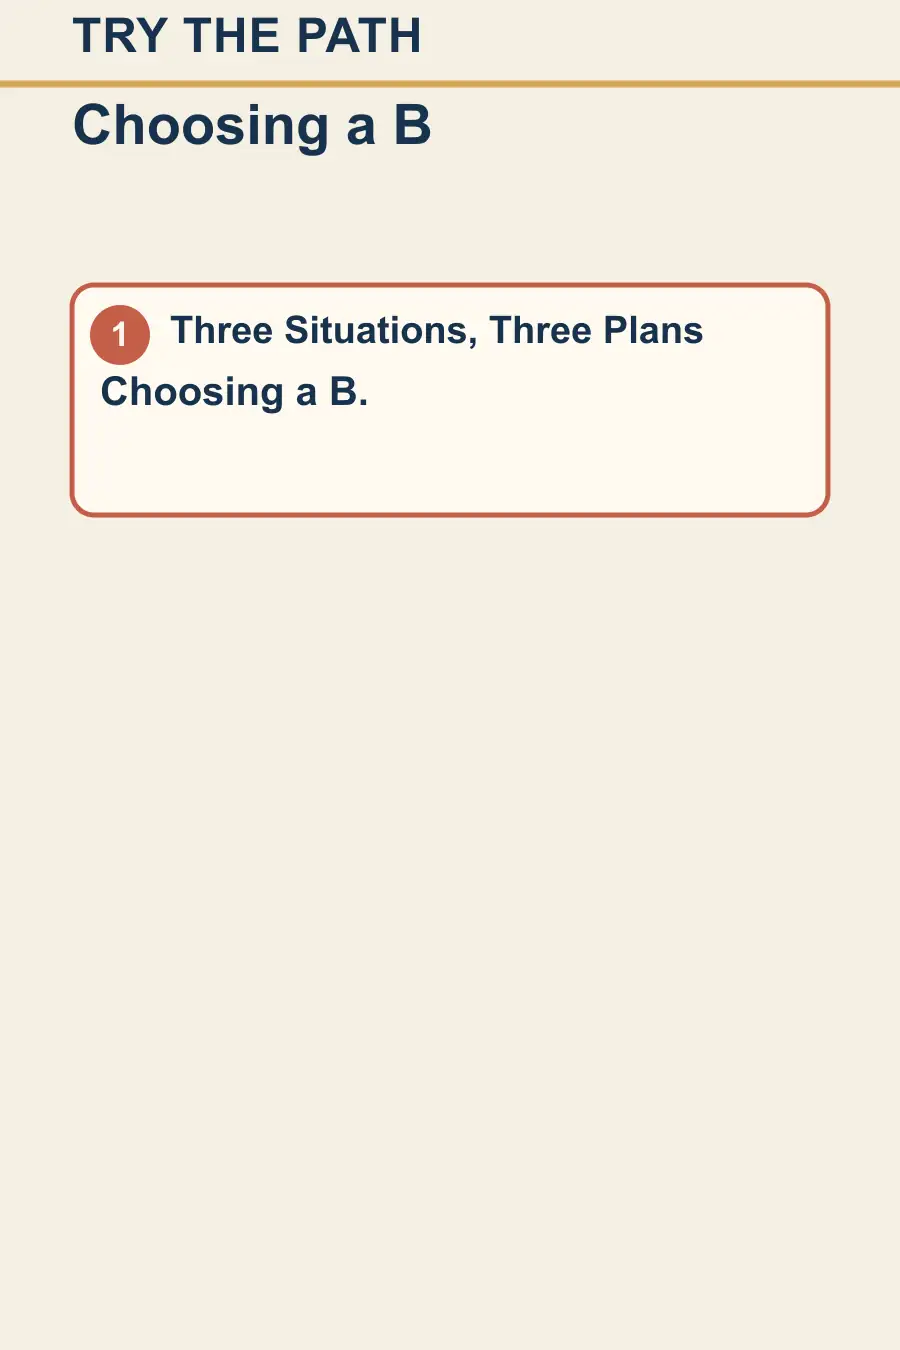 TRY THE PATH
Choosing a B
1 Three Situations, Three Plans
Choosing a B.